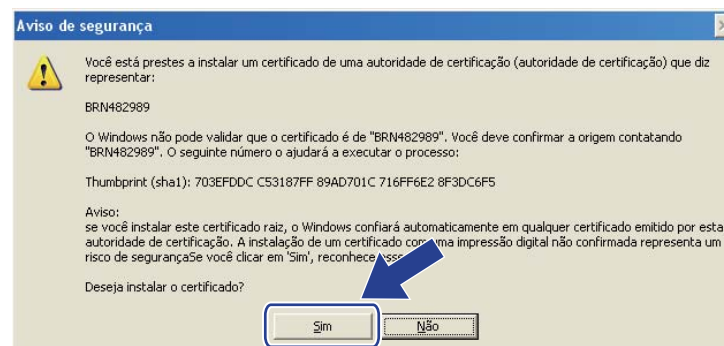 Aviso de segurança
Você está prestes a instalar um certificado de uma autoridade de certificação (autoridade de certificação) que diz
representar:
BRN482989
O Windows não pode validar que o certificado é de "BRN482989". Você deve confirmar a origem contatando
"BRN482989". O seguinte número o ajudará a executar o processo:
Thumbprint (sha1): 703EFDDC C53187FF 89AD701C 716FF6E2 8F3DC6F5
Aviso:
se você instalar este certificado raiz, o Windows confiará automaticamente em qualquer certificado emitido por esta
autoridade de certificação. A instalação de um certificado com uma impressão digital não confirmada representa um
risco de segurançaSe você clicar em 'Sim', reconhece
Deseja instalar o certificado?
Sim
Não